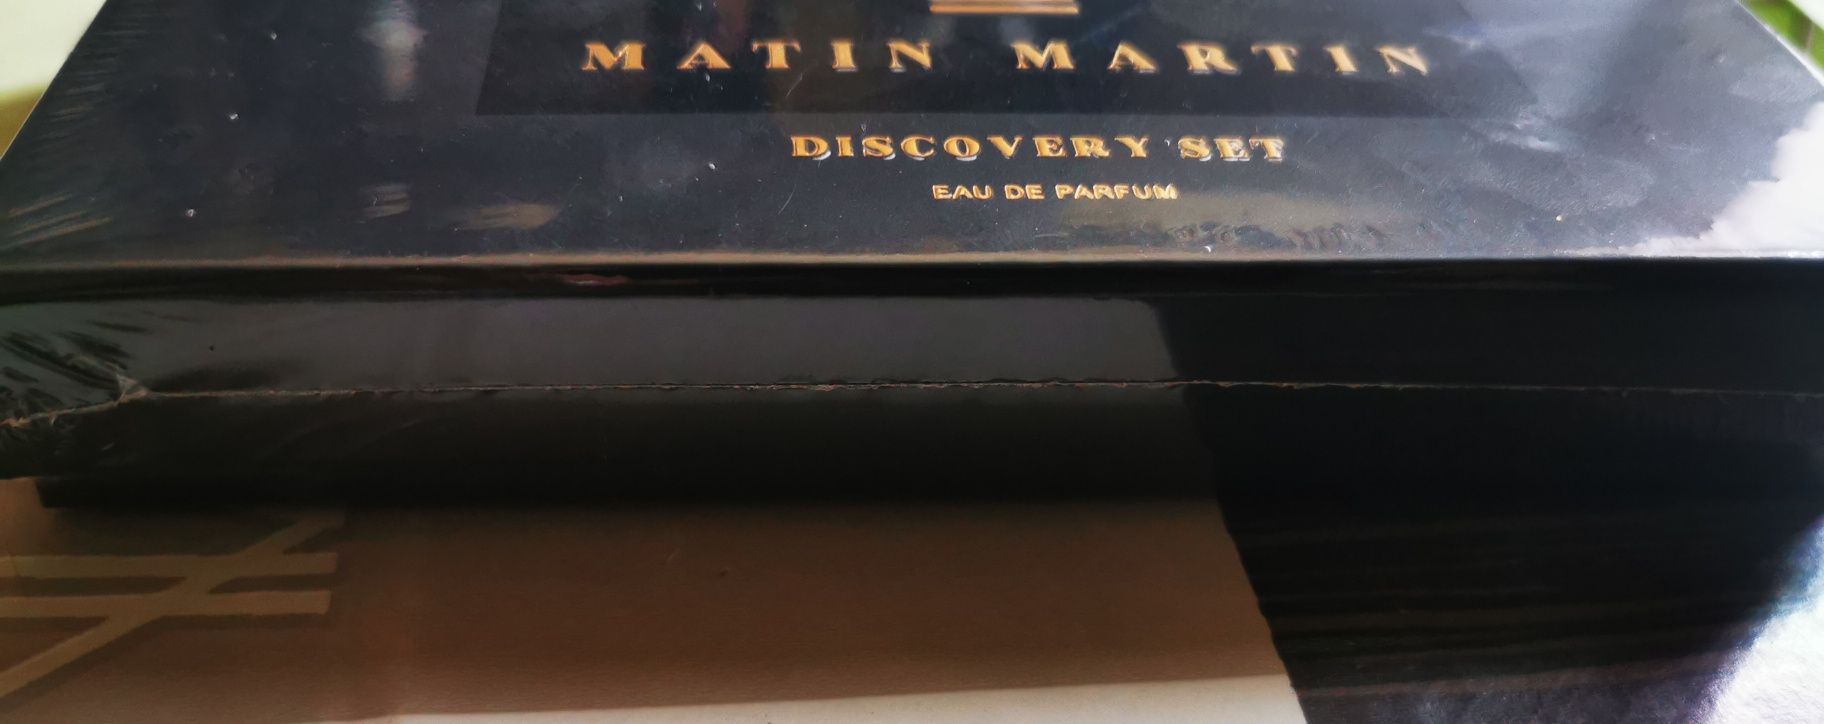 MATIN MARTIN
DISCOVERY SET
EAU DE PARFUM